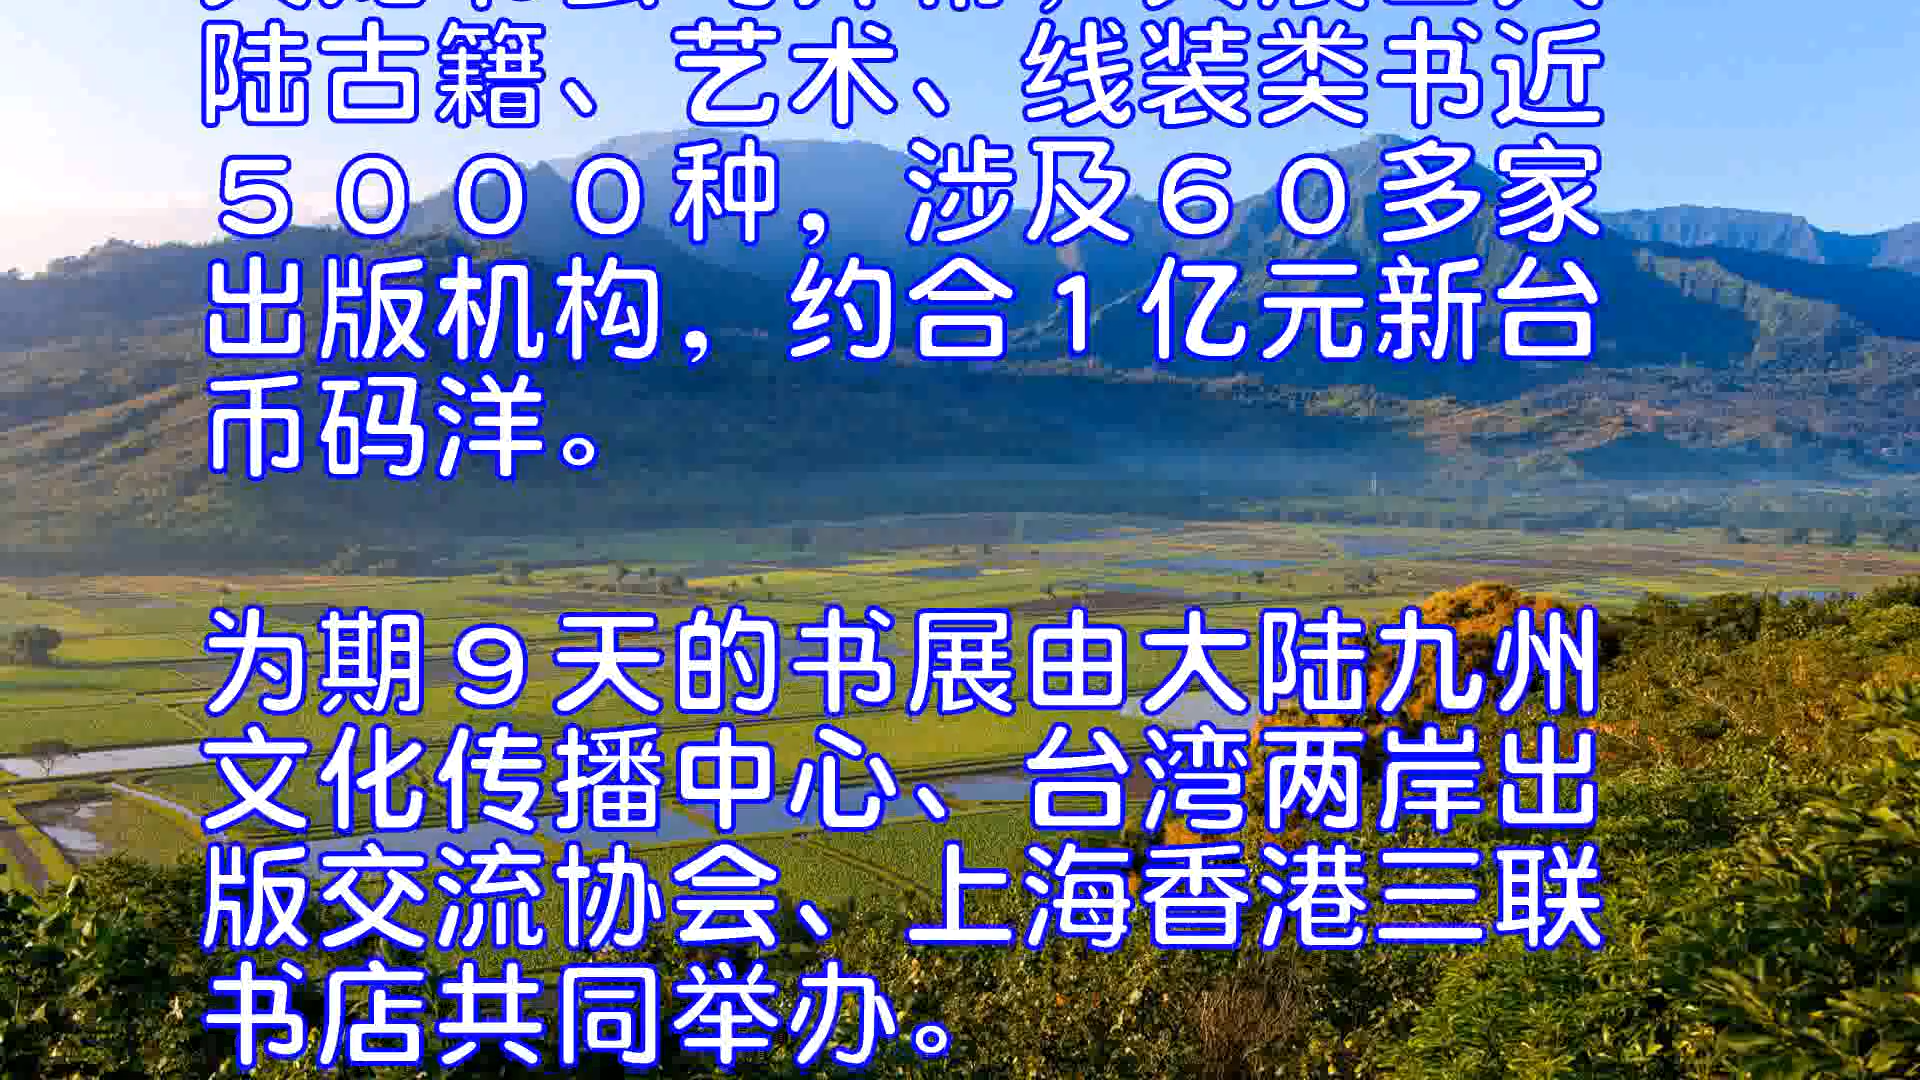 陆古籍、艺术、线装类书近
５０００种，涉及６０多家
出版机构，约合１亿元新台
币码洋。
为期９天的书展由大陆九州
文化传播中心、台湾两岸出
版交流协会、上海香港三联
书店共同举办。